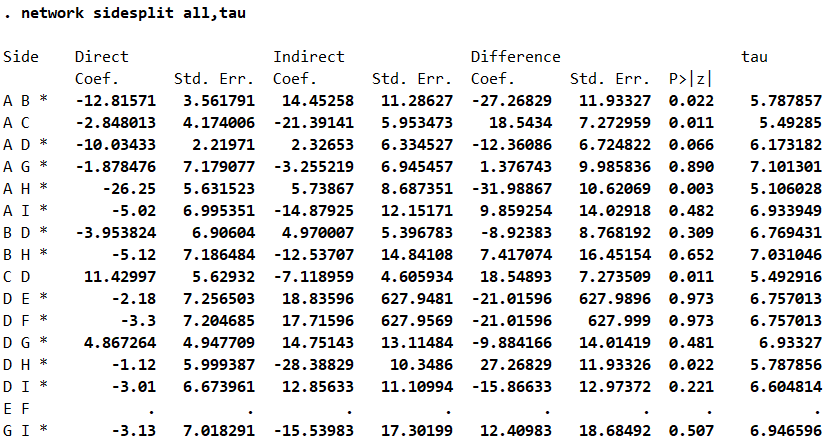 . network sidesplit all,tau
Side Direct Indirect Difference tau
Coef. Std. Err. Coef. Std. Err. Coef. Std. Err. P>|z|
A B * -12.81571 3.561791 14.45258 11.28627 -27.26829 11.93327 0.022 5.787857
A C -2.848013 4.174006 -21.39141 5.953473 18.5434 7.272959 0.011 5.49285
A D * -10.03433 2.21971 2.32653 6.334527 -12.36086 6.724822 0.066 6.173182
A G * -1.878476 7.179077 -3.255219 6.945457 1.376743 9.985836 0.890 7.101301
A H * -26.25 5.631523 5.73867 8.687351 -31.98867 10.62069 0.003 5.106028
A I * -5.02 6.995351 -14.87925 12.15171 9.859254 14.02918 0.482 6.933949
B D * -3.953824 6.90604 4.970007 5.396783 -8.92383 8.768192 0.309 6.769431
B H * -5.12 7.186484 -12.53707 14.84108 7.417074 16.45154 0.652 7.031046
C D 11.42997 5.62932 -7.118959 4.605934 18.54893 7.273509 0.011 5.492916
D E * -2.18 7.256503 18.83596 627.9481 -21.01596 627.9896 0.973 6.757013
D F * -3.3 7.204685 17.71596 627.9569 -21.01596 627.999 0.973 6.757013
D G * 4.867264 4.947709 14.75143 13.11484 -9.884166 14.01419 0.481 6.93327
D H * -1.12 5.999387 -28.38829 10.3486 27.26829 11.93326 0.022 5.787856
D I * -3.01 6.673961 12.85633 11.10994 -15.86633 12.97372 0.221 6.604814
E F . . . . . . . .
G I * -3.13 7.018291 -15.53983 17.30199 12.40983 18.68492 0.507 6.946596